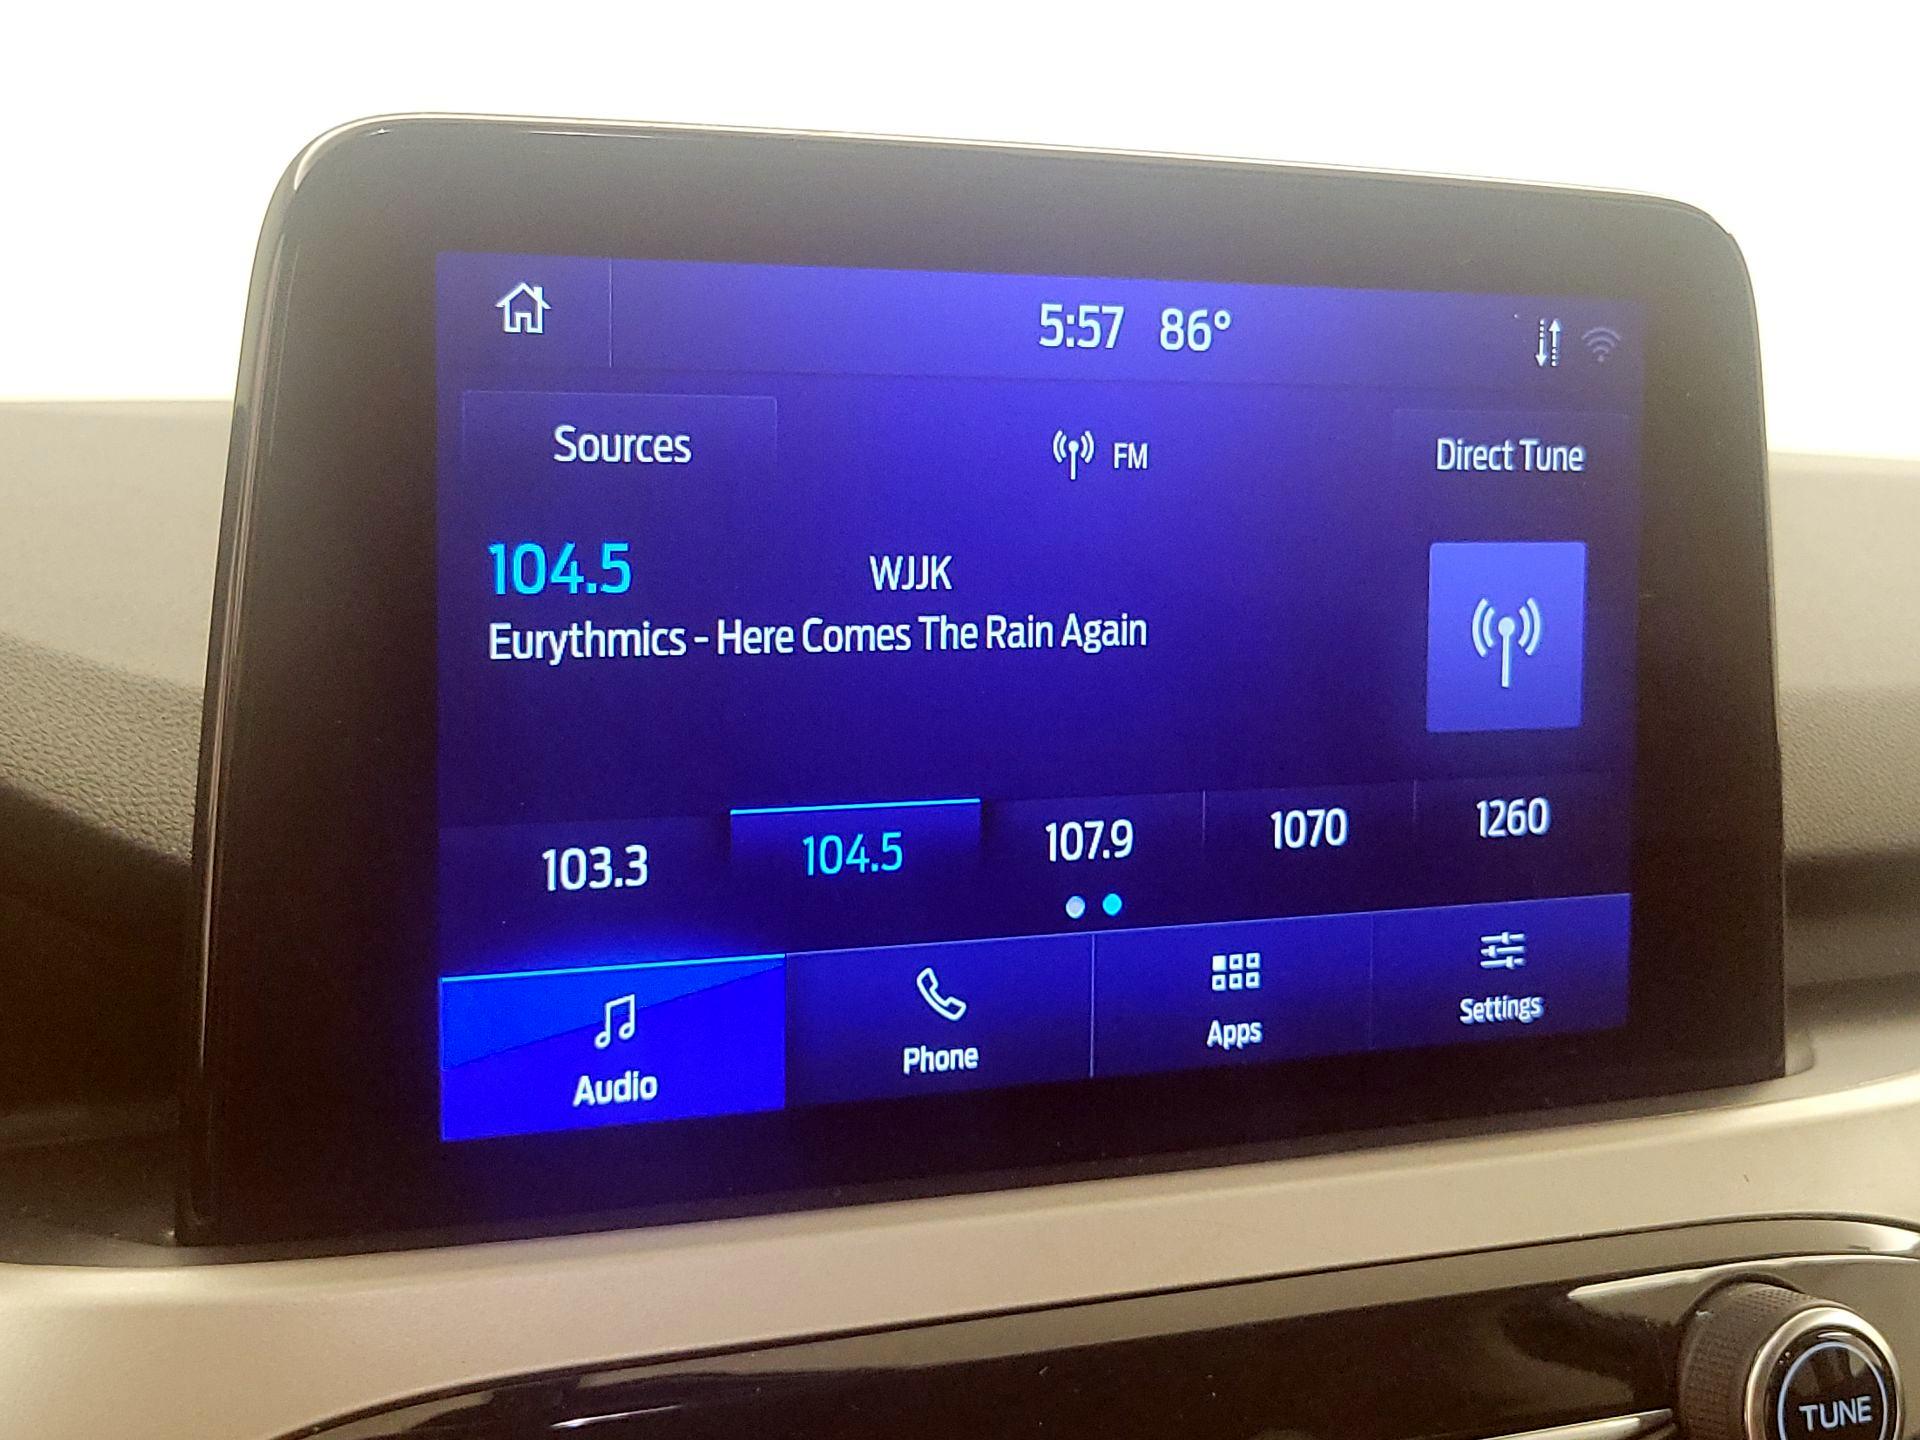 5:57 86°
Sources FM Direct Tune
104.5 WJJK
Eurythmics - Here Comes The Rain Again
103.3 104.5 107.9 1070 1260
Audio Phone Apps Settings
TUNE